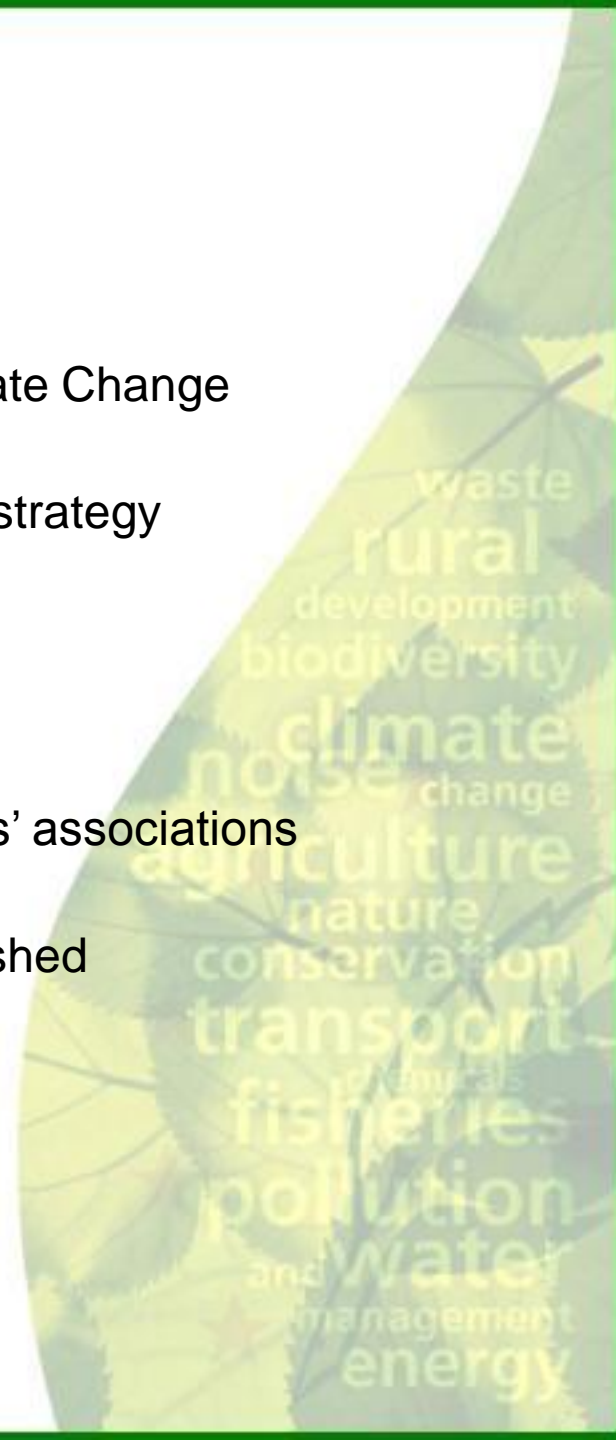 ate Change
strategy
s’ associations
shed
waste
rural
development
biodiversity
climate
noise
change
agriculture
nature
conservation
transport
chemicals
fisheries
pollution
and water
management
energy